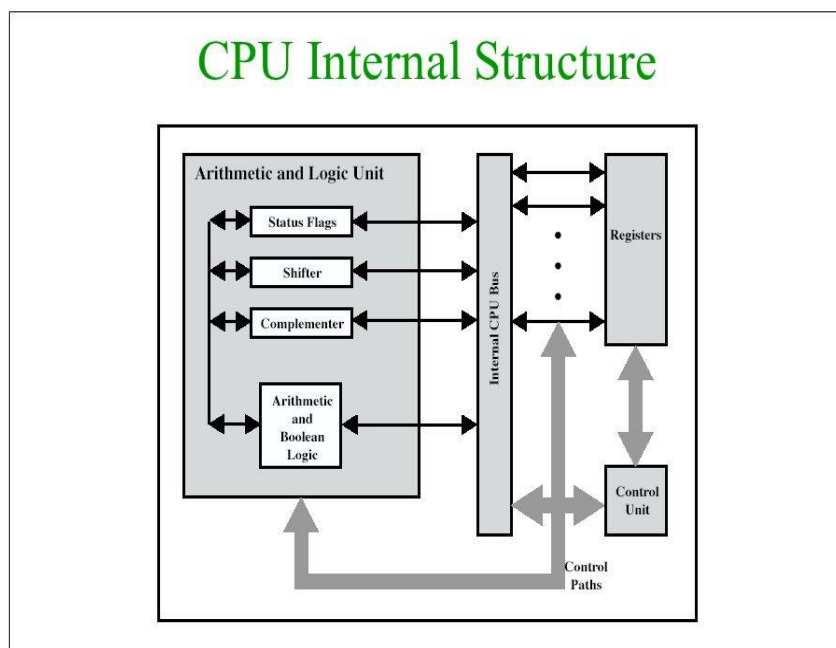 CPU Internal Structure
Arithmetic and Logic Unit
Status Flags
Shifter
Complementer
Arithmetic
and
Boolean
Logic
Internal CPU Bus
Registers
Control
Unit
Control
Paths